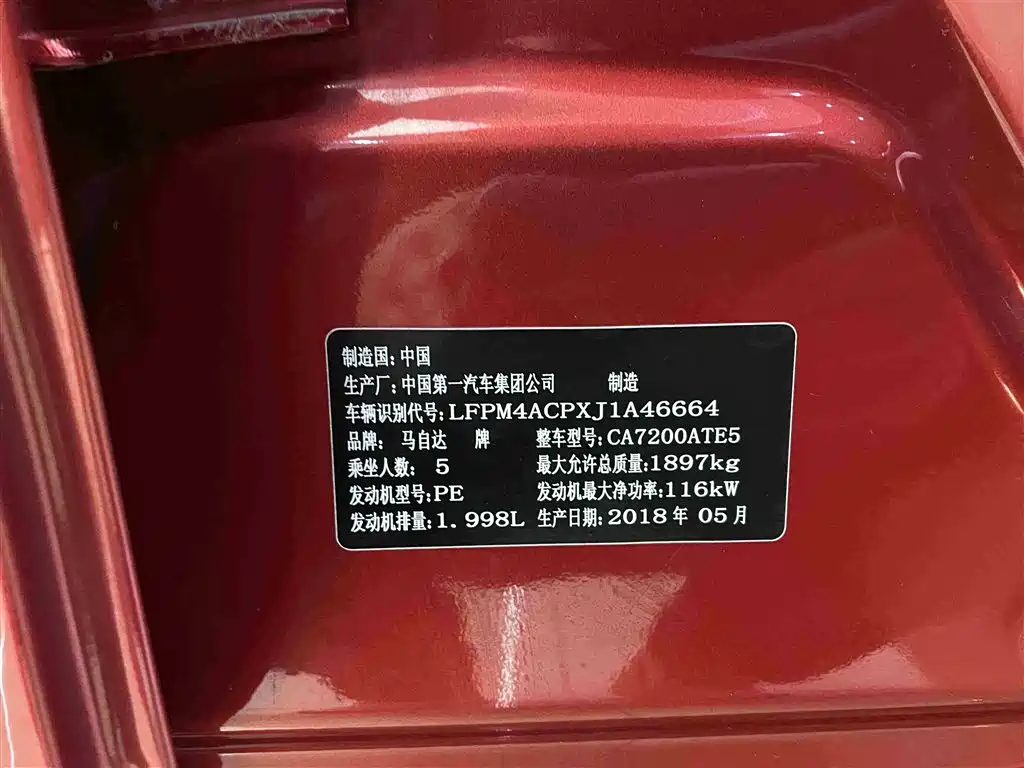 制造国:中国
生产厂:中国第一汽车集团公司 制造
车辆识别代号:LFPM4ACPXJ1A46664
品牌: 马自达 牌 整车型号:CA7200ATE5
乘坐人数: 5 最大允许总质量:1897kg
发动机型号:PE 发动机最大净功率:116kW
发动机排量:1.998L 生产日期:2018年 05月